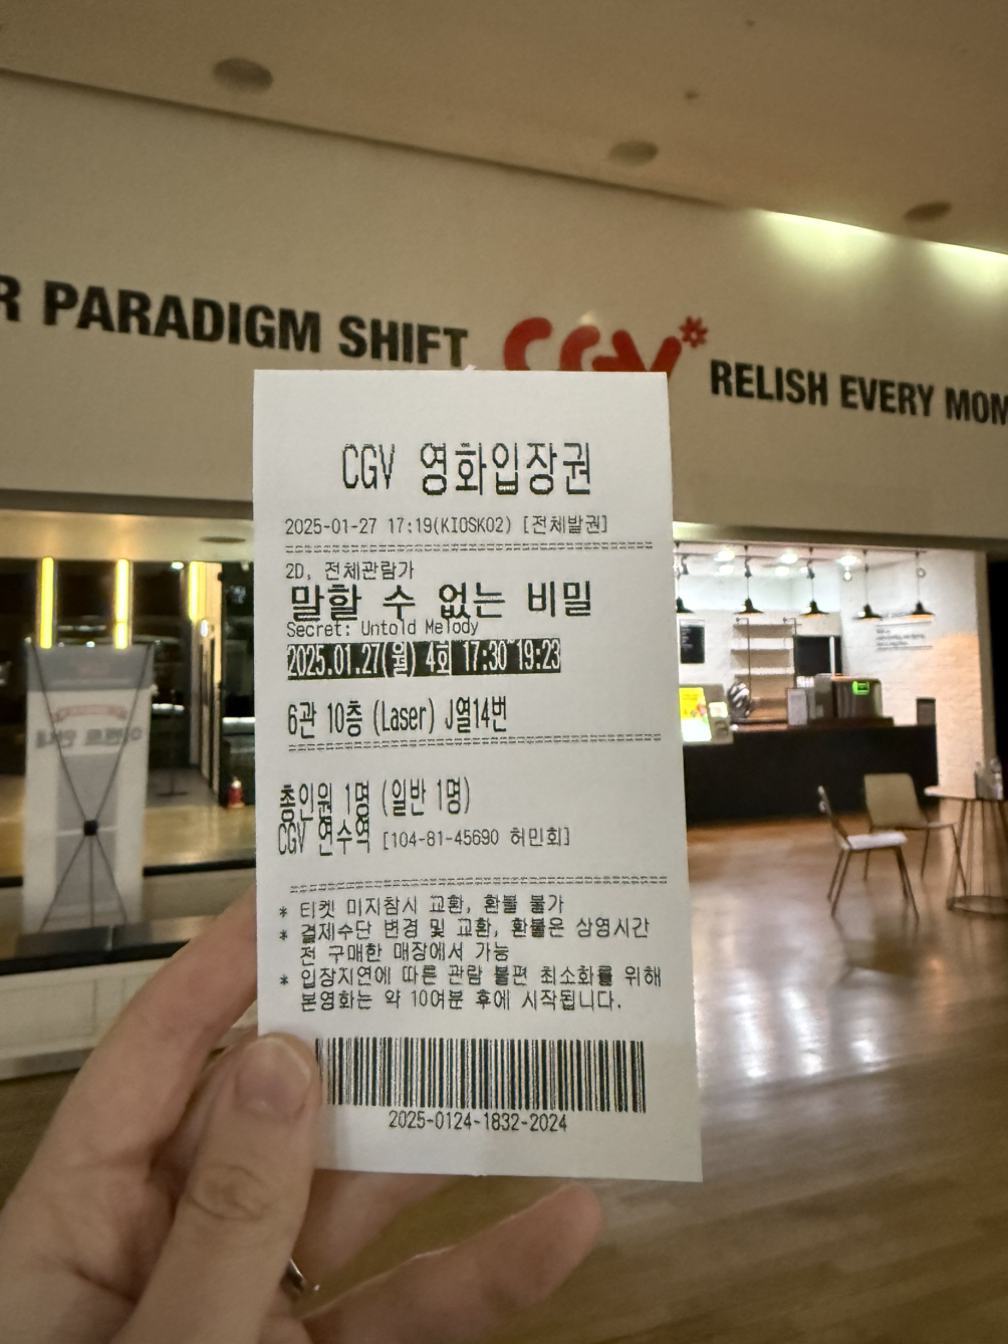 R PARADIGM SHIFT
CGV
RELISH EVERY MOM
CGV 영화입장권
2025-01-27 17:19(KIOSK02) [전체발권]
2D, 전체관람가
말할 수 없는 비밀
Secret: Untold Melody
2025.01.27(월) 4회 17:30~19:23
6관 10층 (Laser) J열14번
총인원 1명 (일반 1명)
CGV 연수역 [104-81-45690 허민회]
* 티켓 미지참시 교환, 환불 불가
* 결제수단 변경 및 교환, 환불은 상영시간
전 구매한 매장에서 가능
* 입장지연에 따른 관람 불편 최소화를 위해
본영화는 약 10여분 후에 시작됩니다.
2025-0124-1832-2024